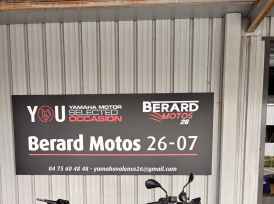 YOU YAMAHA MOTOR
SELECTED
OCCASION
BERARD
MOTOS
26
Berard Motos 26-07
04 75 40 48 48 - yamahavalence26@gmail.com